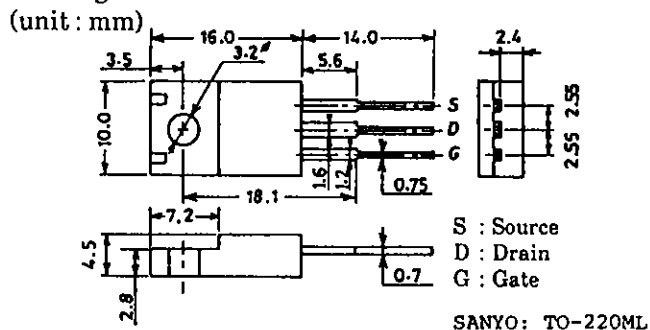 (unit : mm)
16.0
14.0
3.5
3.2ø
5.6
2.4
S
D
G
10.0
2.55
2.55
1.6
1.2
0.75
18.1
7.2
4.5
2.8
0.7
S : Source
D : Drain
G : Gate
SANYO: TO-220ML